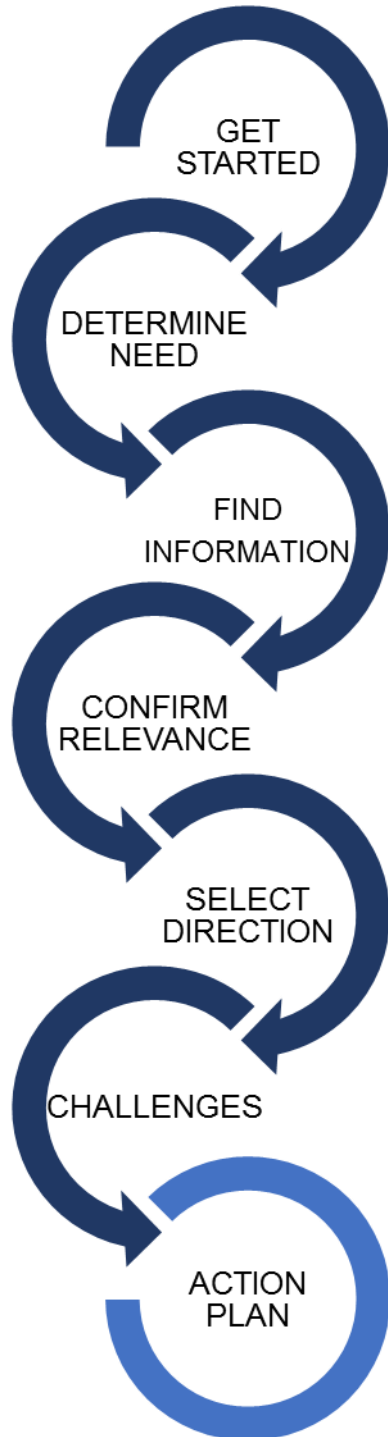 GET
STARTED
DETERMINE
NEED
FIND
INFORMATION
CONFIRM
RELEVANCE
SELECT
DIRECTION
CHALLENGES
ACTION
PLAN